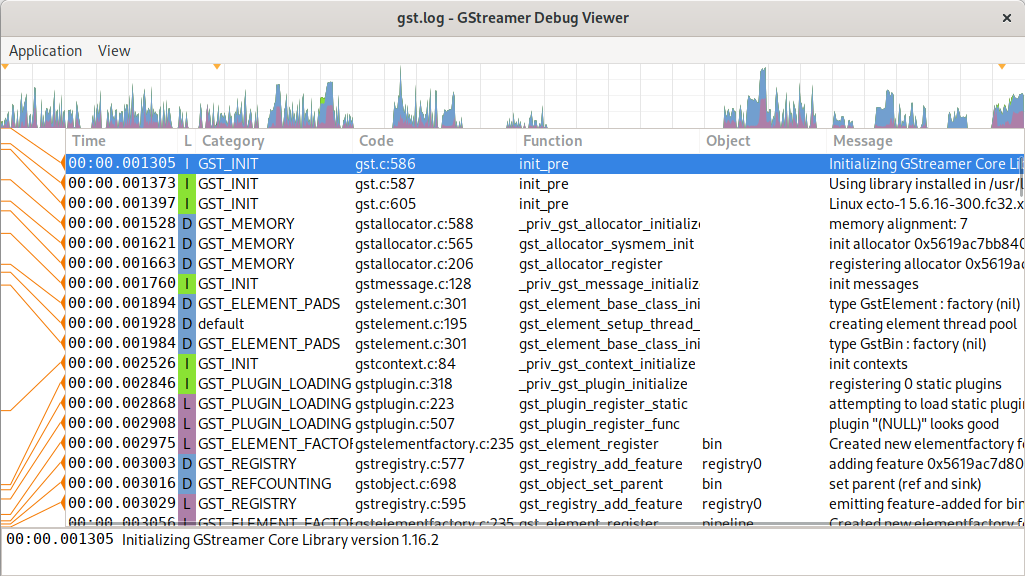 gst.log - GStreamer Debug Viewer
Application View
Time L Category Code Function Object Message
00:00.001305 I GST_INIT gst.c:586 init_pre Initializing GStreamer Core Li
00:00.001373 I GST_INIT gst.c:587 init_pre Using library installed in /usr/l
00:00.001397 I GST_INIT gst.c:605 init_pre Linux ecto-1 5.6.16-300.fc32.x
00:00.001528 D GST_MEMORY gstallocator.c:588 _priv_gst_allocator_initialize memory alignment: 7
00:00.001621 D GST_MEMORY gstallocator.c:565 gst_allocator_sysmem_init init allocator 0x5619ac7bb840
00:00.001663 D GST_MEMORY gstallocator.c:206 gst_allocator_register registering allocator 0x5619a
00:00.001760 I GST_INIT gstmessage.c:128 _priv_gst_message_initializ init messages
00:00.001894 D GST_ELEMENT_PADS gstelement.c:301 gst_element_base_class_ini type GstElement : factory (nil)
00:00.001928 D default gstelement.c:195 gst_element_setup_thread_ creating element thread pool
00:00.001984 D GST_ELEMENT_PADS gstelement.c:301 gst_element_base_class_ini type GstBin : factory (nil)
00:00.002526 I GST_INIT gstcontext.c:84 _priv_gst_context_initialize init contexts
00:00.002846 I GST_PLUGIN_LOADING gstplugin.c:318 _priv_gst_plugin_initialize registering 0 static plugins
00:00.002868 L GST_PLUGIN_LOADING gstplugin.c:223 gst_plugin_register_static attempting to load static plugi
00:00.002908 L GST_PLUGIN_LOADING gstplugin.c:507 gst_plugin_register_func plugin "(NULL)" looks good
00:00.002975 L GST_ELEMENT_FACTOR gstelementfactory.c:235 gst_element_register bin Created new elementfactory f
00:00.003003 D GST_REGISTRY gstregistry.c:577 gst_registry_add_feature registry0 adding feature 0x5619ac7d80
00:00.003016 D GST_REFCOUNTING gstobject.c:698 gst_object_set_parent bin set parent (ref and sink)
00:00.003029 L GST_REGISTRY gstregistry.c:595 gst_registry_add_feature registry0 emitting feature-added for bin
00:00.003056 L GST_ELEMENT_FACTOR gstelementfactory.c:235 gst_element_register pipeline Created new elementfactory f
00:00.001305 Initializing GStreamer Core Library version 1.16.2